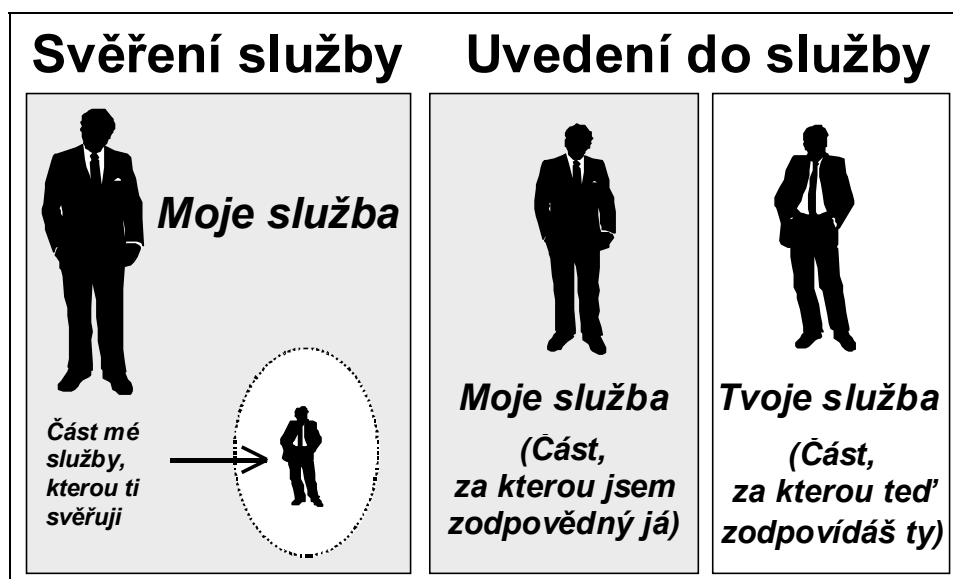 Svěření služby
Moje služba
Část mé
služby,
kterou ti
svěřuji
Uvedení do služby
Moje služba
(Část,
za kterou jsem
zodpovědný já)
Tvoje služba
(Část,
za kterou teď
zodpovídáš ty)